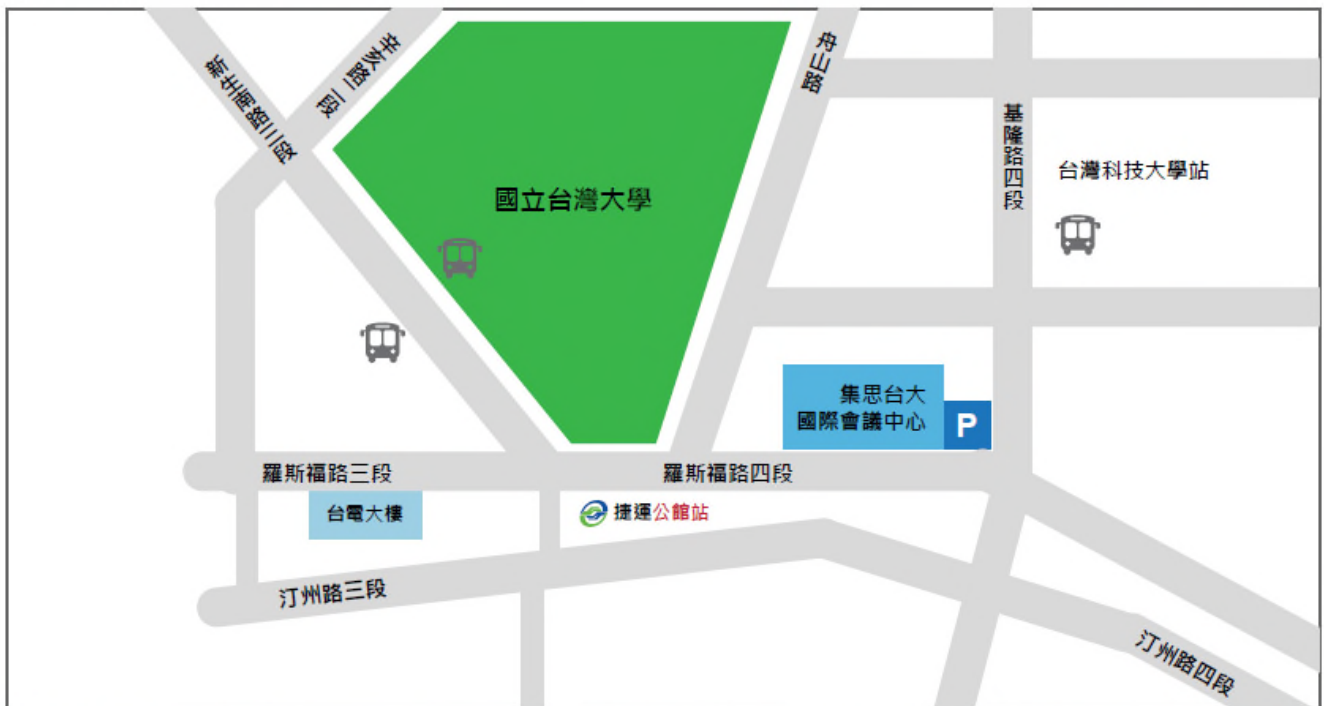 辛亥路二段
新生南路三段
舟山路
基隆路四段
台灣科技大學站
國立台灣大學
集思台大
國際會議中心
P
羅斯福路三段
羅斯福路四段
台電大樓
捷運公館站
汀州路三段
汀州路四段